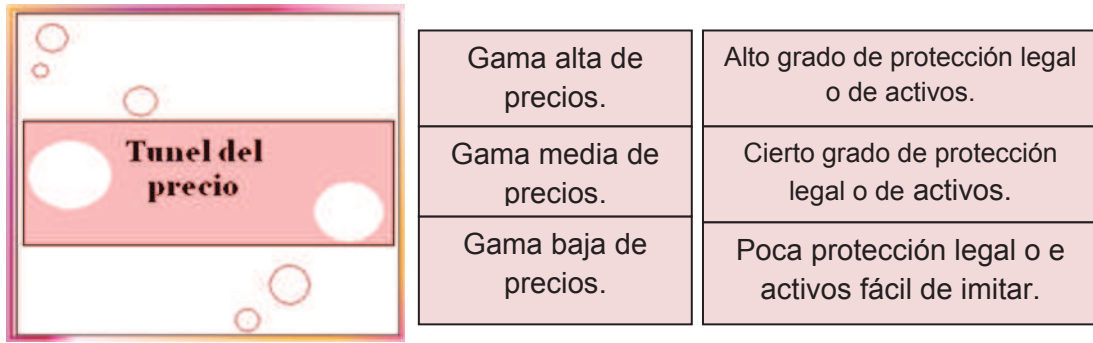 Tunel del
precio
Gama alta de
precios.
Alto grado de protección legal
o de activos.
Gama media de
precios.
Cierto grado de protección
legal o de activos.
Gama baja de
precios.
Poca protección legal o e
activos fácil de imitar.